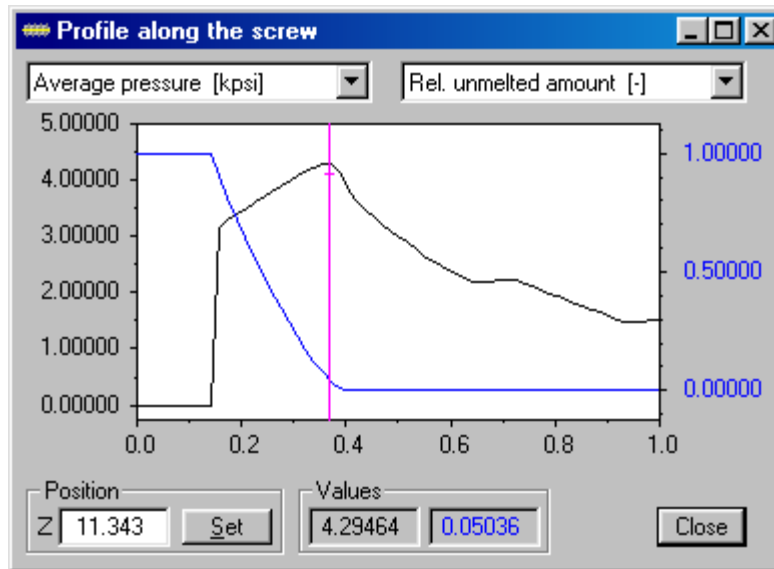 Profile along the screw
Average pressure [kpsi] Rel. unmelted amount [-]
5.00000
4.00000 1.00000
3.00000
0.50000
2.00000
1.00000
0.00000 0.00000
0.0 0.2 0.4 0.6 0.8 1.0
Position Values
Z 11.343 Set 4.29464 0.05036 Close